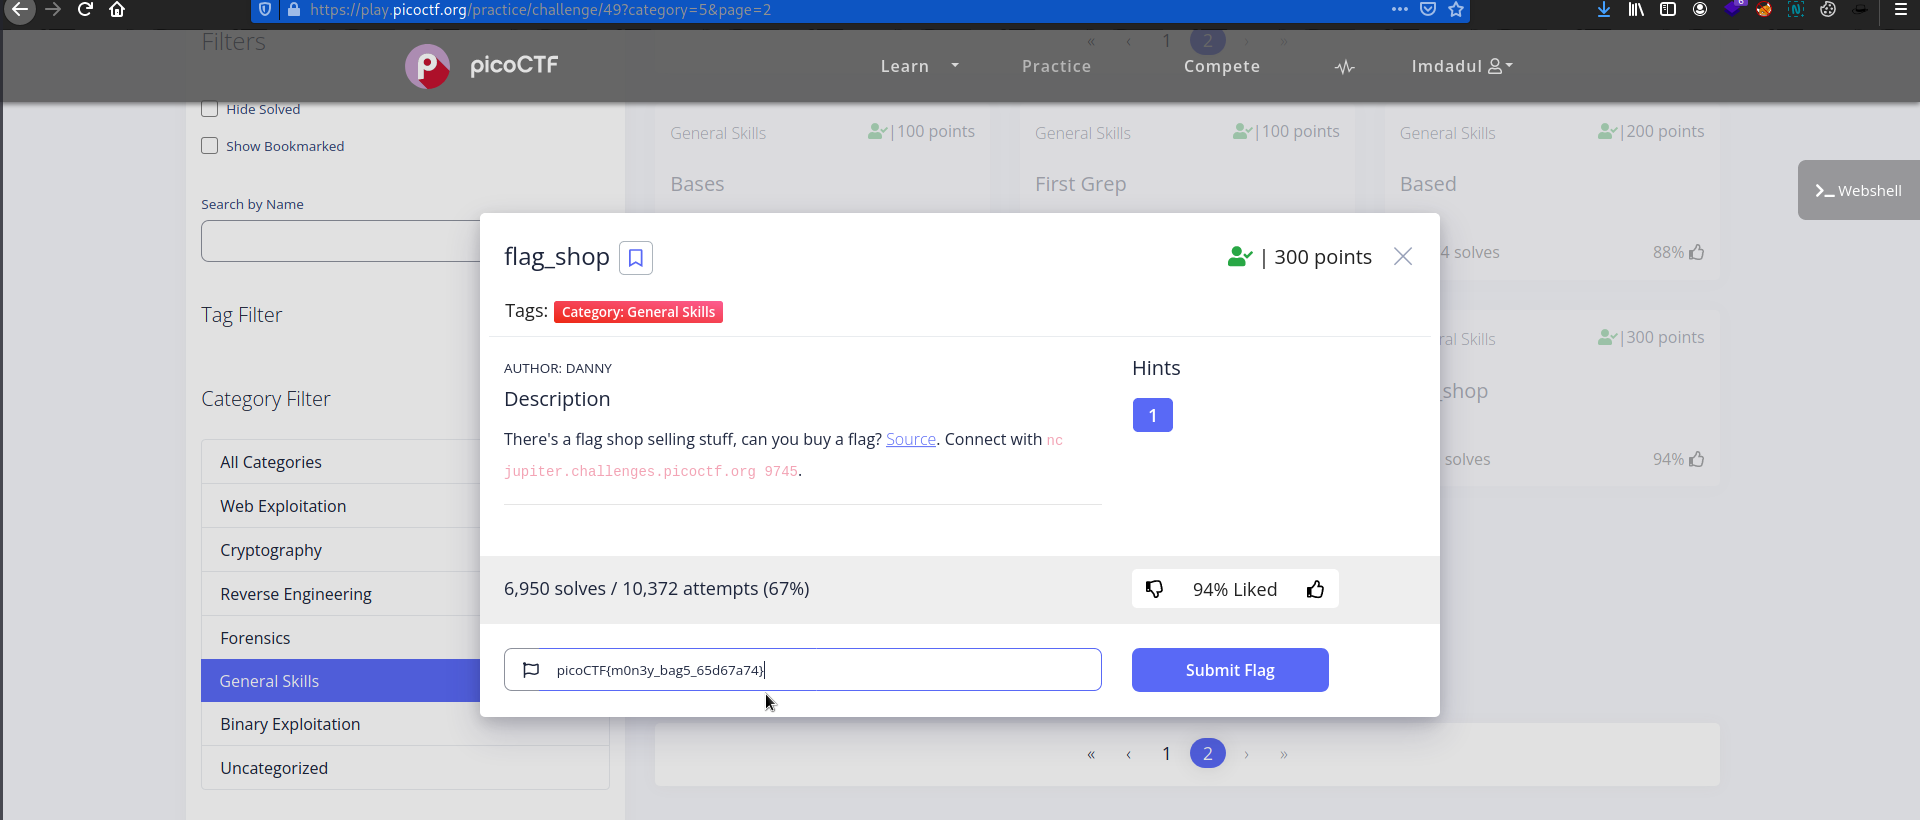 https://play.picoctf.org/practice/challenge/49?category=5&page=2
Filters
« ‹ 1 2 › »
picoCTF
Learn Practice Compete Imdadul
Hide Solved
Show Bookmarked
Search by Name
Tag Filter
Category Filter
All Categories
Web Exploitation
Cryptography
Reverse Engineering
Forensics
General Skills
Binary Exploitation
Uncategorized
General Skills |100 points
Bases
General Skills |100 points
First Grep
General Skills |200 points
Based
4 solves 88%
ral Skills |300 points
_shop
solves 94%
Webshell
flag_shop | 300 points
Tags: Category: General Skills
AUTHOR: DANNY
Description
There's a flag shop selling stuff, can you buy a flag? Source. Connect with nc
jupiter.challenges.picoctf.org 9745.
Hints
1
6,950 solves / 10,372 attempts (67%)
94% Liked
picoCTF{m0n3y_bag5_65d67a74}
Submit Flag
« ‹ 1 2 › »